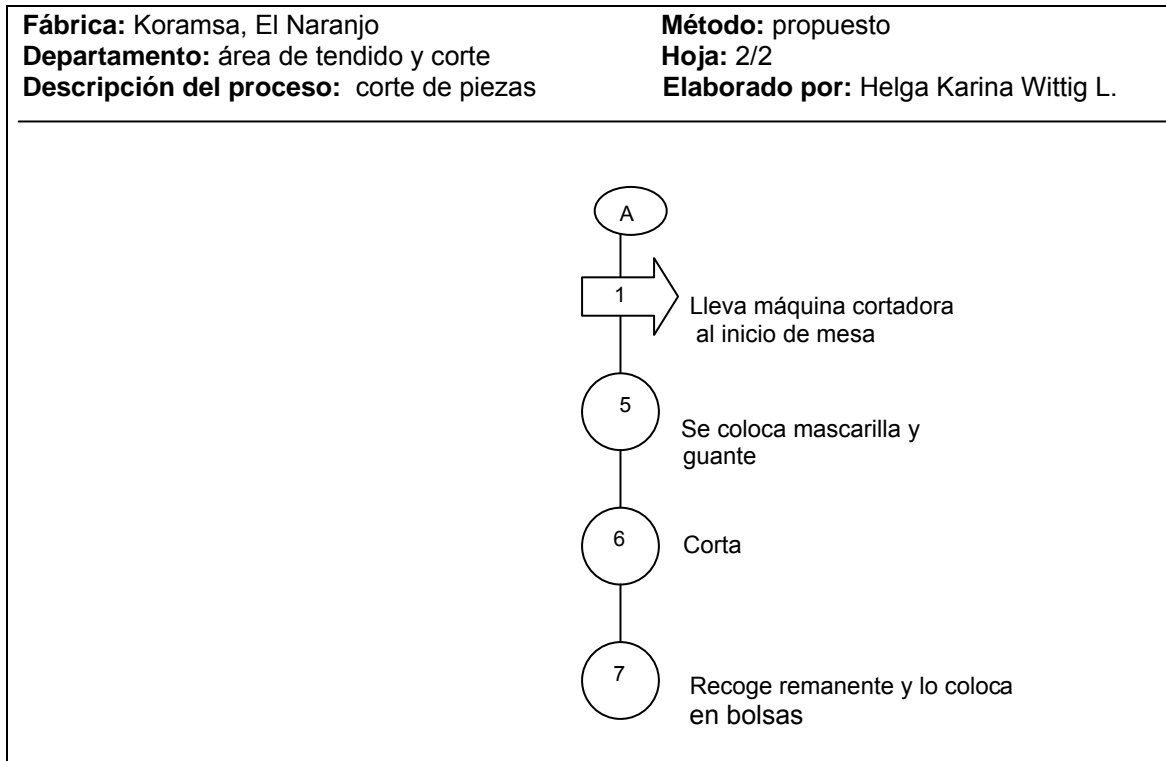 Fábrica: Koramsa, El Naranjo
Método: propuesto
Departamento: área de tendido y corte
Hoja: 2/2
Descripción del proceso: corte de piezas
Elaborado por: Helga Karina Wittig L.
A
1
Lleva máquina cortadora
al inicio de mesa
5
Se coloca mascarilla y
guante
6
Corta
7
Recoge remanente y lo coloca
en bolsas